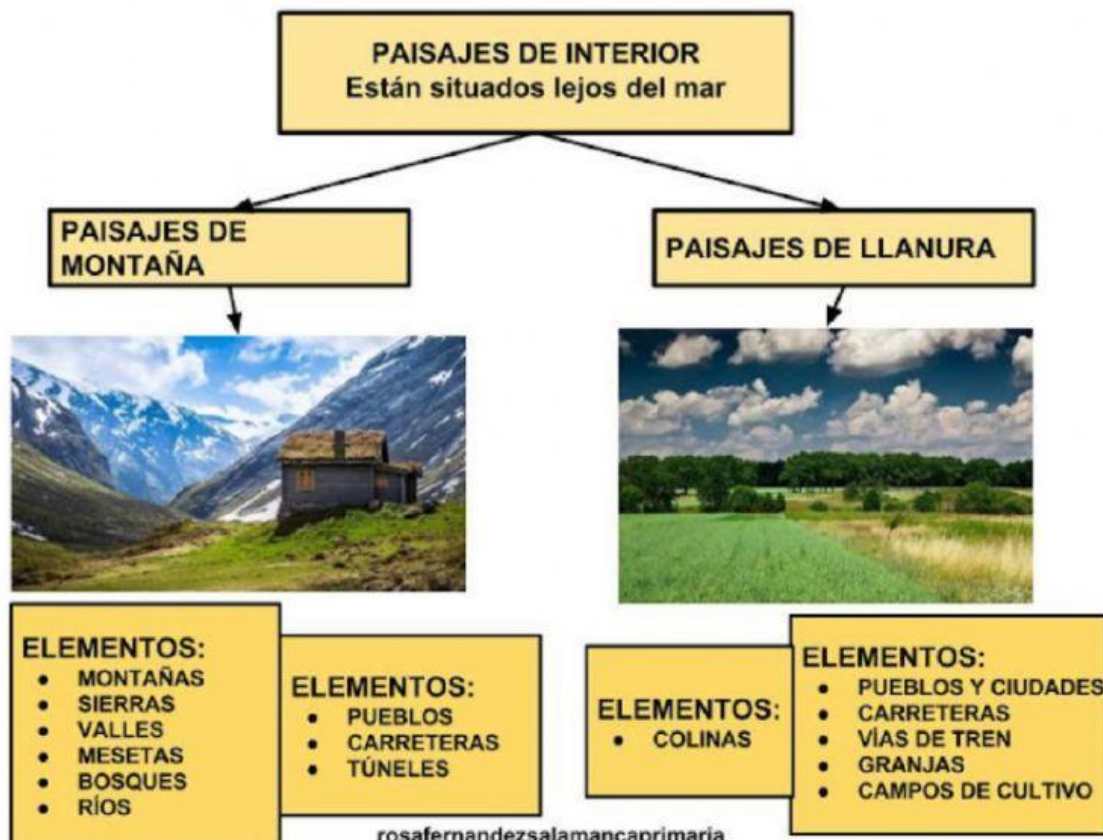 PAISAJES DE INTERIOR
Están situados lejos del mar
PAISAJES DE
MONTAÑA
PAISAJES DE LLANURA
ELEMENTOS:
• MONTAÑAS
• SIERRAS
• VALLES
• MESETAS
• BOSQUES
• RÍOS
ELEMENTOS:
• PUEBLOS
• CARRETERAS
• TÚNELES
ELEMENTOS:
• COLINAS
ELEMENTOS:
• PUEBLOS Y CIUDADES
• CARRETERAS
• VÍAS DE TREN
• GRANJAS
• CAMPOS DE CULTIVO
rosafernandezsalamancaprimaria